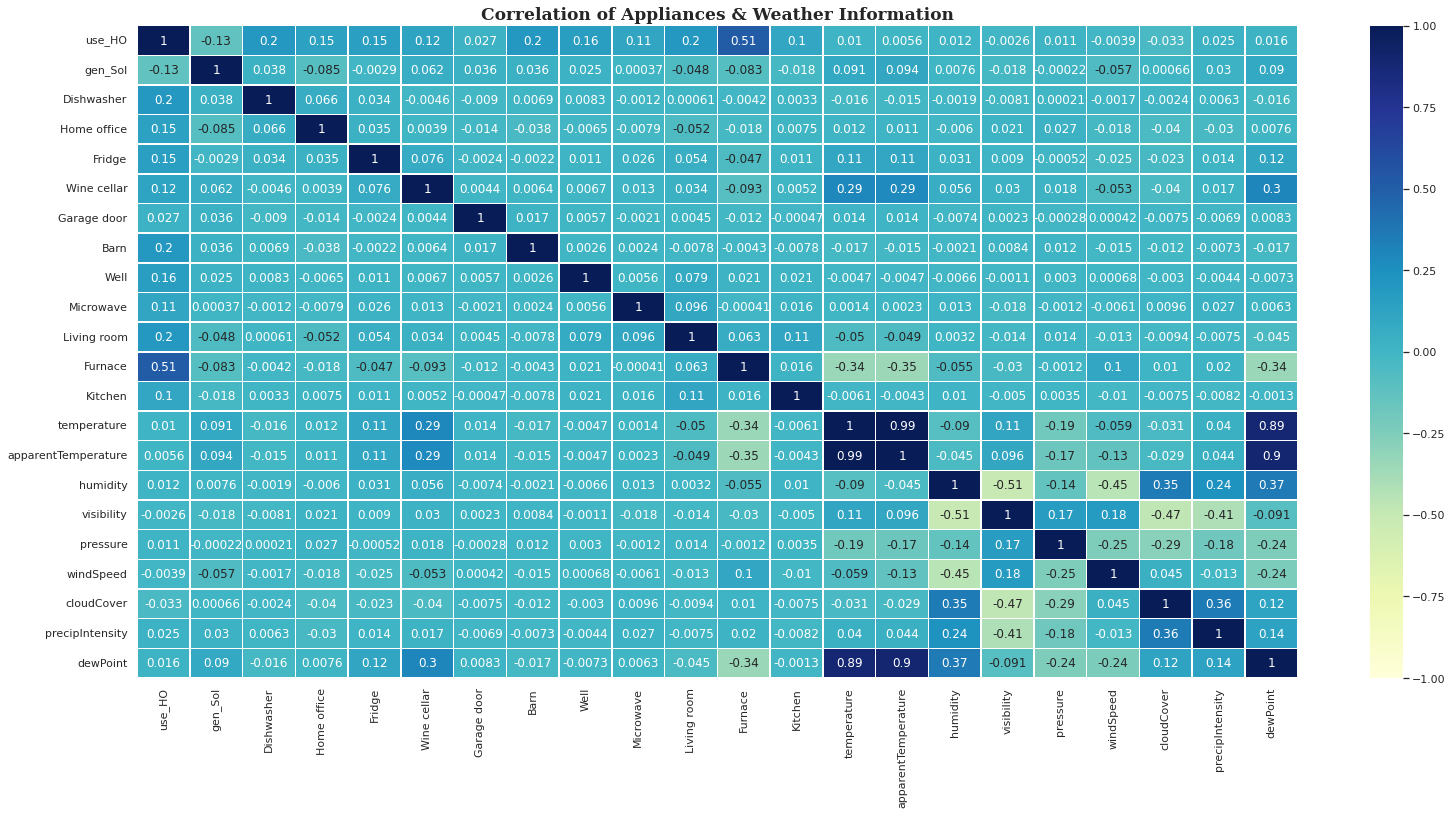 Correlation of Appliances & Weather Information
use_HO 1 -0.13 0.2 0.15 0.15 0.12 0.027 0.2 0.16 0.11 0.2 0.51 0.1 0.01 0.0056 0.012 -0.0026 0.011 -0.0039 -0.033 0.025 0.016
gen_Sol -0.13 1 0.038 -0.085 -0.0029 0.062 0.036 0.036 0.025 0.00037 -0.048 -0.083 -0.018 0.091 0.094 0.0076 -0.018 -0.00022 -0.057 0.00066 0.03 0.09
Dishwasher 0.2 0.038 1 0.066 0.034 -0.0046 -0.009 0.0069 0.0083 -0.0012 0.00061 -0.0042 0.0033 -0.016 -0.015 -0.0019 -0.0081 0.00021 -0.0017 -0.0024 0.0063 -0.016
Home office 0.15 -0.085 0.066 1 0.035 0.0039 -0.014 -0.038 -0.0065 -0.0079 -0.052 -0.018 0.0075 0.012 0.011 -0.006 0.021 0.027 -0.018 -0.04 -0.03 0.0076
Fridge 0.15 -0.0029 0.034 0.035 1 0.076 -0.0024 -0.0022 0.011 0.026 0.054 -0.047 0.011 0.11 0.11 0.031 0.009 -0.00052 -0.025 -0.023 0.014 0.12
Wine cellar 0.12 0.062 -0.0046 0.0039 0.076 1 0.0044 0.0064 0.0067 0.013 0.034 -0.093 0.0052 0.29 0.29 0.056 0.03 0.018 -0.053 -0.04 0.017 0.3
Garage door 0.027 0.036 -0.009 -0.014 -0.0024 0.0044 1 0.017 0.0057 -0.0021 0.0045 -0.012 -0.00047 0.014 0.014 -0.0074 0.0023 -0.00028 0.00042 -0.0075 -0.0069 0.0083
Barn 0.2 0.036 0.0069 -0.038 -0.0022 0.0064 0.017 1 0.0026 0.0024 -0.0078 -0.0043 -0.0078 -0.017 -0.015 -0.0021 0.0084 0.012 -0.015 -0.012 -0.0073 -0.017
Well 0.16 0.025 0.0083 -0.0065 0.011 0.0067 0.0057 0.0026 1 0.0056 0.079 0.021 0.021 -0.0047 -0.0047 -0.0066 -0.0011 0.003 0.00068 -0.003 -0.0044 -0.0073
Microwave 0.11 0.00037 -0.0012 -0.0079 0.026 0.013 -0.0021 0.0024 0.0056 1 0.096 -0.00041 0.016 0.0014 0.0023 0.013 -0.018 -0.0012 -0.0061 0.0096 0.027 0.0063
Living room 0.2 -0.048 0.00061 -0.052 0.054 0.034 0.0045 -0.0078 0.079 0.096 1 0.063 0.11 -0.05 -0.049 0.0032 -0.014 0.014 -0.013 -0.0094 -0.0075 -0.045
Furnace 0.51 -0.083 -0.0042 -0.018 -0.047 -0.093 -0.012 -0.0043 0.021 -0.00041 0.063 1 0.016 -0.34 -0.35 -0.055 -0.03 -0.0012 0.1 0.01 0.02 -0.34
Kitchen 0.1 -0.018 0.0033 0.0075 0.011 0.0052 -0.00047 -0.0078 0.021 0.016 0.11 0.016 1 -0.0061 -0.0043 0.01 -0.005 0.0035 -0.01 -0.0075 -0.0082 -0.0013
temperature 0.01 0.091 -0.016 0.012 0.11 0.29 0.014 -0.017 -0.0047 0.0014 -0.05 -0.34 -0.0061 1 0.99 -0.09 0.11 -0.19 -0.059 -0.031 0.04 0.89
apparentTemperature 0.0056 0.094 -0.015 0.011 0.11 0.29 0.014 -0.015 -0.0047 0.0023 -0.049 -0.35 -0.0043 0.99 1 -0.045 0.096 -0.17 -0.13 -0.029 0.044 0.9
humidity 0.012 0.0076 -0.0019 -0.006 0.031 0.056 -0.0074 -0.0021 -0.0066 0.013 0.0032 -0.055 0.01 -0.09 -0.045 1 -0.51 -0.14 -0.45 0.35 0.24 0.37
visibility -0.0026 -0.018 -0.0081 0.021 0.009 0.03 0.0023 0.0084 -0.0011 -0.018 -0.014 -0.03 -0.005 0.11 0.096 -0.51 1 0.17 0.18 -0.47 -0.41 -0.091
pressure 0.011 -0.00022 0.00021 0.027 -0.00052 0.018 -0.00028 0.012 0.003 -0.0012 0.014 -0.0012 0.0035 -0.19 -0.17 -0.14 0.17 1 -0.25 -0.29 -0.18 -0.24
windSpeed -0.0039 -0.057 -0.0017 -0.018 -0.025 -0.053 0.00042 -0.015 0.00068 -0.0061 -0.013 0.1 -0.01 -0.059 -0.13 -0.45 0.18 -0.25 1 0.045 -0.013 -0.24
cloudCover -0.033 0.00066 -0.0024 -0.04 -0.023 -0.04 -0.0075 -0.012 -0.003 0.0096 -0.0094 0.01 -0.0075 -0.031 -0.029 0.35 -0.47 -0.29 0.045 1 0.36 0.12
precipIntensity 0.025 0.03 0.0063 -0.03 0.014 0.017 -0.0069 -0.0073 -0.0044 0.027 -0.0075 0.02 -0.0082 0.04 0.044 0.24 -0.41 -0.18 -0.013 0.36 1 0.14
dewPoint 0.016 0.09 -0.016 0.0076 0.12 0.3 0.0083 -0.017 -0.0073 0.0063 -0.045 -0.34 -0.0013 0.89 0.9 0.37 -0.091 -0.24 -0.24 0.12 0.14 1
use_HO
gen_Sol
Dishwasher
Home office
Fridge
Wine cellar
Garage door
Barn
Well
Microwave
Living room
Furnace
Kitchen
temperature
apparentTemperature
humidity
visibility
pressure
windSpeed
cloudCover
precipIntensity
dewPoint
1.00
0.75
0.50
0.25
0.00
−0.25
−0.50
−0.75
−1.00